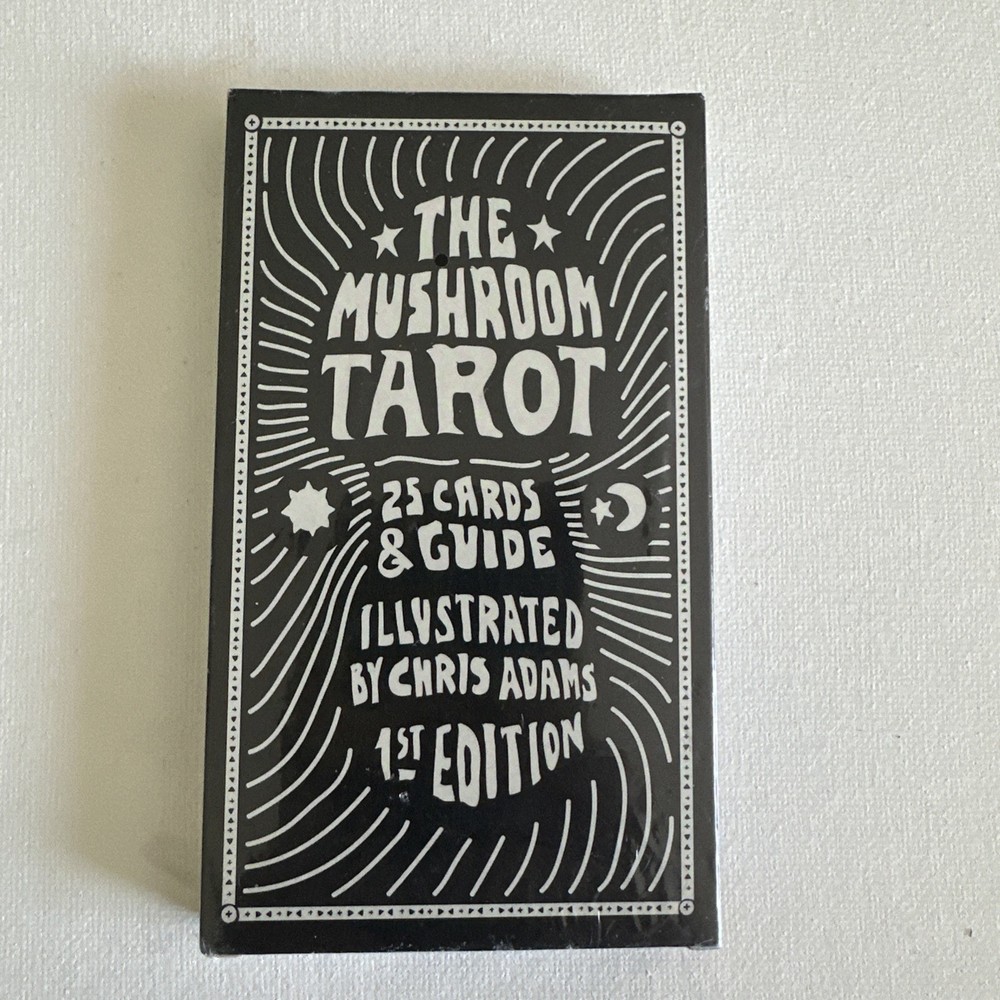 THE
MUSHROOM
TAROT
25 CARDS
& GUIDE
ILLUSTRATED
BY CHRIS ADAMS
1ST EDITION